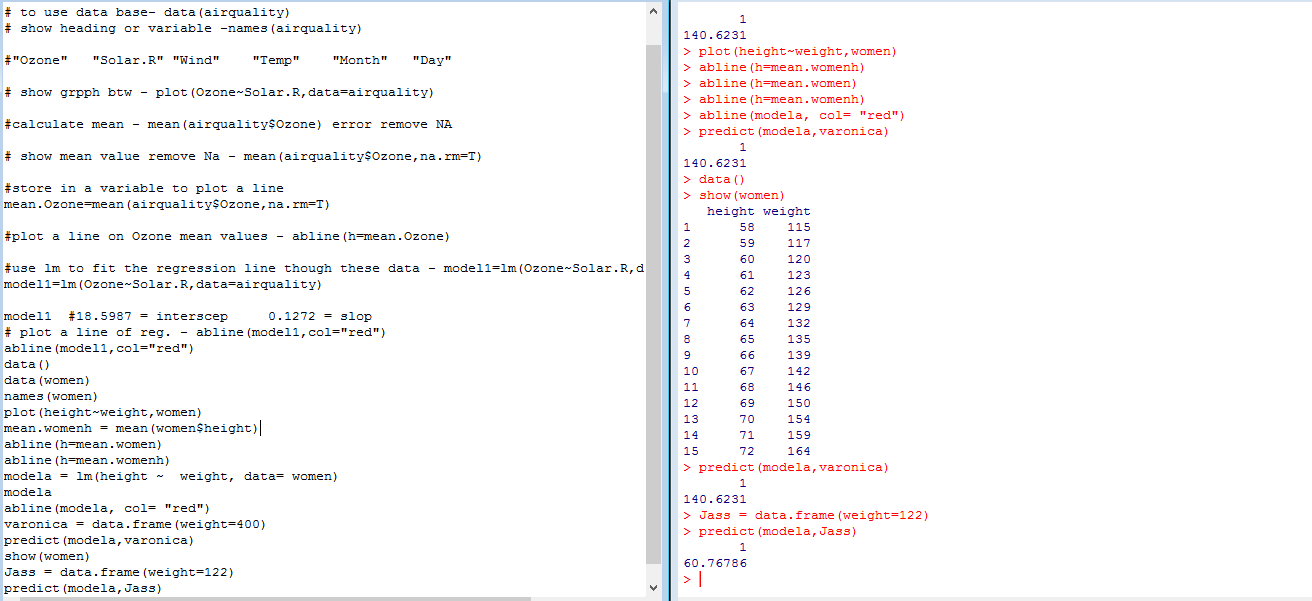 # to use data base- data(airquality)
# show heading or variable -names(airquality)
#"Ozone"   "Solar.R" "Wind"    "Temp"    "Month"   "Day"
# show grpph btw - plot(Ozone~Solar.R,data=airquality)
#calculate mean - mean(airquality$Ozone) error remove NA
# show mean value remove Na - mean(airquality$Ozone,na.rm=T)
#store in a variable to plot a line
mean.Ozone=mean(airquality$Ozone,na.rm=T)
#plot a line on Ozone mean values - abline(h=mean.Ozone)
#use lm to fit the regression line though these data - model1=lm(Ozone~Solar.R,d
model1=lm(Ozone~Solar.R,data=airquality)
model1  #18.5987 = interscep     0.1272 = slop
# plot a line of reg. - abline(model1,col="red")
abline(model1,col="red")
data()
data(women)
names(women)
plot(height~weight,women)
mean.womenh = mean(women$height)
abline(h=mean.women)
abline(h=mean.womenh)
modela = lm(height ~  weight, data= women)
modela
abline(modela, col= "red")
varonica = data.frame(weight=400)
predict(modela,varonica)
show(women)
Jass = data.frame(weight=122)
predict(modela,Jass)
1
140.6231
> plot(height~weight,women)
> abline(h=mean.womenh)
> abline(h=mean.women)
> abline(h=mean.womenh)
> abline(modela, col= "red")
> predict(modela,varonica)
1
140.6231
> data()
> show(women)
height weight
1      58    115
2      59    117
3      60    120
4      61    123
5      62    126
6      63    129
7      64    132
8      65    135
9      66    139
10     67    142
11     68    146
12     69    150
13     70    154
14     71    159
15     72    164
> predict(modela,varonica)
1
140.6231
> Jass = data.frame(weight=122)
> predict(modela,Jass)
1
60.76786
>